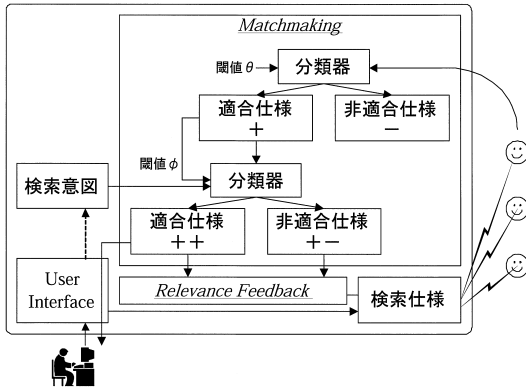 Matchmaking
閾値θ
分類器
適合仕様
+
非適合仕様
−
閾値φ
検索意図
分類器
適合仕様
++
非適合仕様
+−
User
Interface
Relevance Feedback
検索仕様